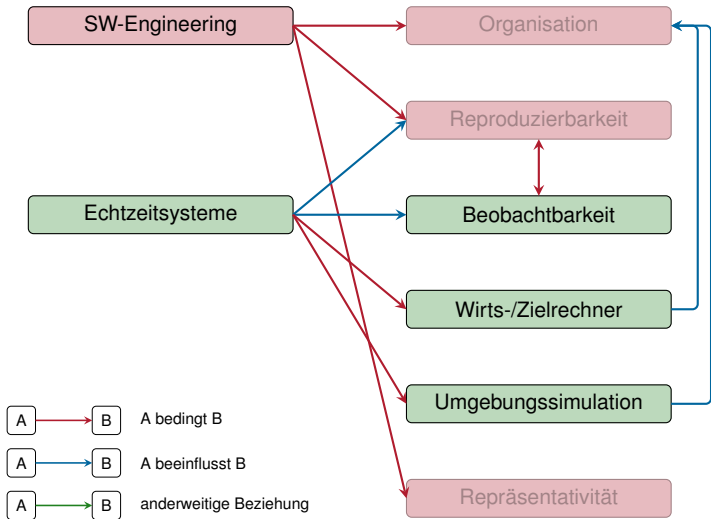 SW-Engineering
Organisation
Reproduzierbarkeit
Echtzeitsysteme
Beobachtbarkeit
Wirts-/Zielrechner
Umgebungssimulation
A B A bedingt B
A B A beeinflusst B
Repräsentativität
A B anderweitige Beziehung